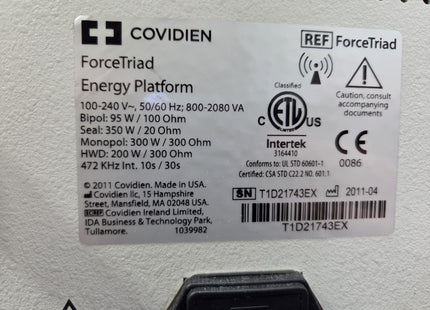 COVIDIEN
REF ForceTriad
ForceTriad
Energy Platform
100-240 V~, 50/60 Hz; 800-2080 VA
Bipol: 95 W / 100 Ohm
Seal: 350 W / 20 Ohm
Monopol: 300 W / 300 Ohm
HWD: 200 W / 300 Ohm
472 KHz Int. 10s / 30s
Caution, consult
accompanying
documents
Classified
C ETL US
Intertek
3164410
Conforms to: UL STD 60601-1
Certified: CSA STD C22.2 NO. 601.1
CE
0086
© 2011 Covidien. Made in USA.
Covidien llc, 15 Hampshire
Street, Mansfield, MA 02048 USA.
EC REP Covidien Ireland Limited,
IDA Business & Technology Park,
Tullamore. 1039982
SN T1D21743EX 2011-04
T1D21743EX